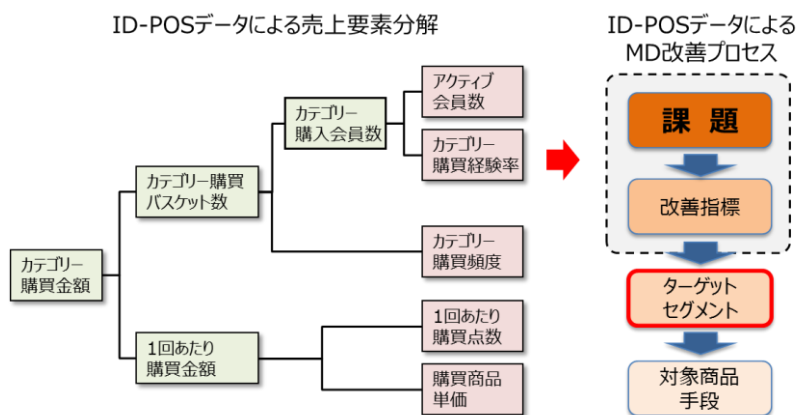 ID-POSデータによる売上要素分解
カテゴリー
購買金額
カテゴリー購買
バスケット数
1回あたり
購買金額
カテゴリー
購入会員数
アクティブ
会員数
カテゴリー
購買経験率
カテゴリー
購買頻度
1回あたり
購買点数
購買商品
単価
ID-POSデータによる
MD改善プロセス
課 題
改善指標
ターゲット
セグメント
対象商品
手段